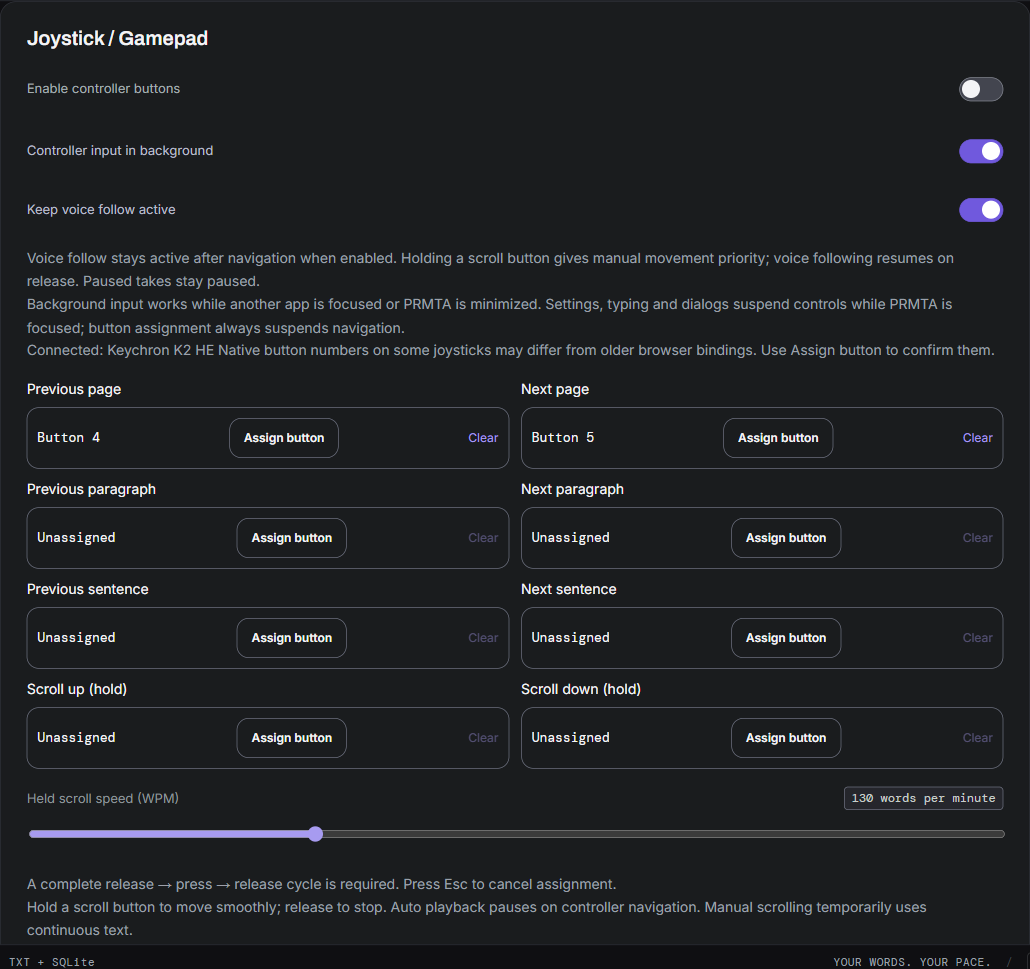 Joystick / Gamepad
Enable controller buttons
Controller input in background
Keep voice follow active
Voice follow stays active after navigation when enabled. Holding a scroll button gives manual movement priority; voice following resumes on
release. Paused takes stay paused.
Background input works while another app is focused or PRMTA is minimized. Settings, typing and dialogs suspend controls while PRMTA is
focused; button assignment always suspends navigation.
Connected: Keychron K2 HE Native button numbers on some joysticks may differ from older browser bindings. Use Assign button to confirm them.
Previous page
Button 4 Assign button Clear
Next page
Button 5 Assign button Clear
Previous paragraph
Unassigned Assign button Clear
Next paragraph
Unassigned Assign button Clear
Previous sentence
Unassigned Assign button Clear
Next sentence
Unassigned Assign button Clear
Scroll up (hold)
Unassigned Assign button Clear
Scroll down (hold)
Unassigned Assign button Clear
Held scroll speed (WPM) 130 words per minute
A complete release → press → release cycle is required. Press Esc to cancel assignment.
Hold a scroll button to move smoothly; release to stop. Auto playback pauses on controller navigation. Manual scrolling temporarily uses
continuous text.
TXT + SQLite YOUR WORDS. YOUR PACE. /